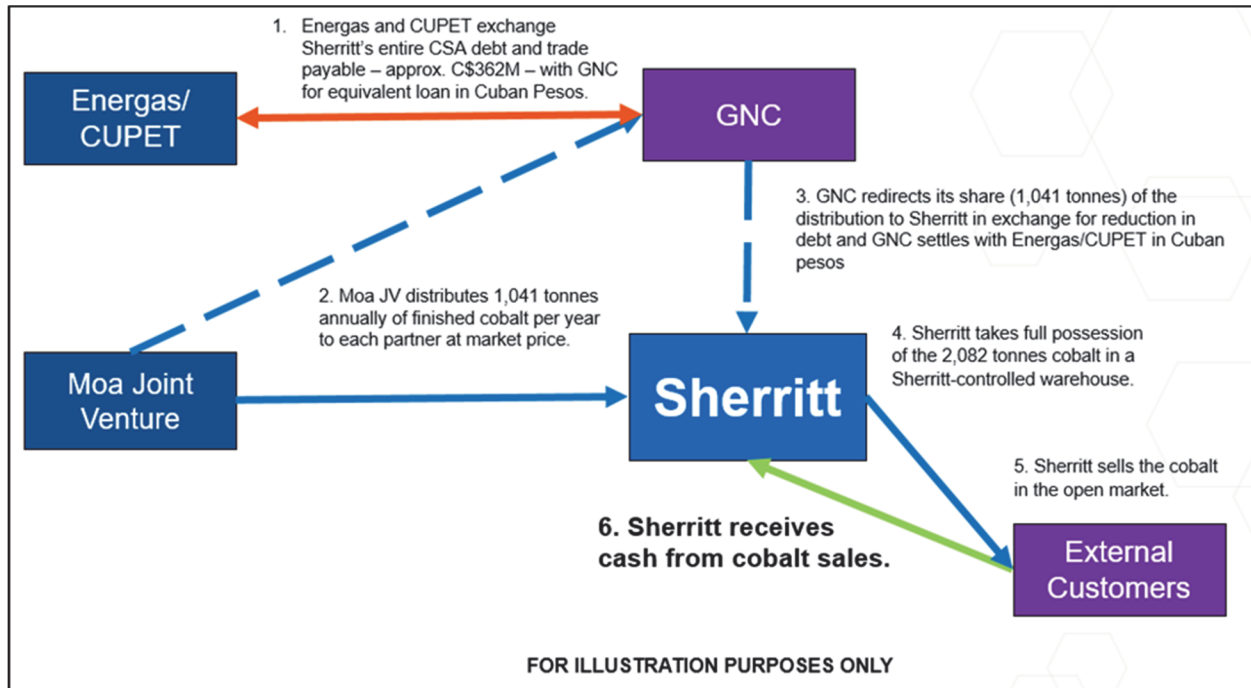 1. Energas and CUPET exchange
Sherritt's entire CSA debt and trade
payable – approx. C$362M – with GNC
for equivalent loan in Cuban Pesos.
Energas/
CUPET
GNC
3. GNC redirects its share (1,041 tonnes) of the
distribution to Sherritt in exchange for reduction in
debt and GNC settles with Energas/CUPET in Cuban
pesos
2. Moa JV distributes 1,041 tonnes
annually of finished cobalt per year
to each partner at market price.
Moa Joint
Venture
Sherritt
4. Sherritt takes full possession
of the 2,082 tonnes cobalt in a
Sherritt-controlled warehouse.
5. Sherritt sells the cobalt
in the open market.
6. Sherritt receives
cash from cobalt sales.
External
Customers
FOR ILLUSTRATION PURPOSES ONLY